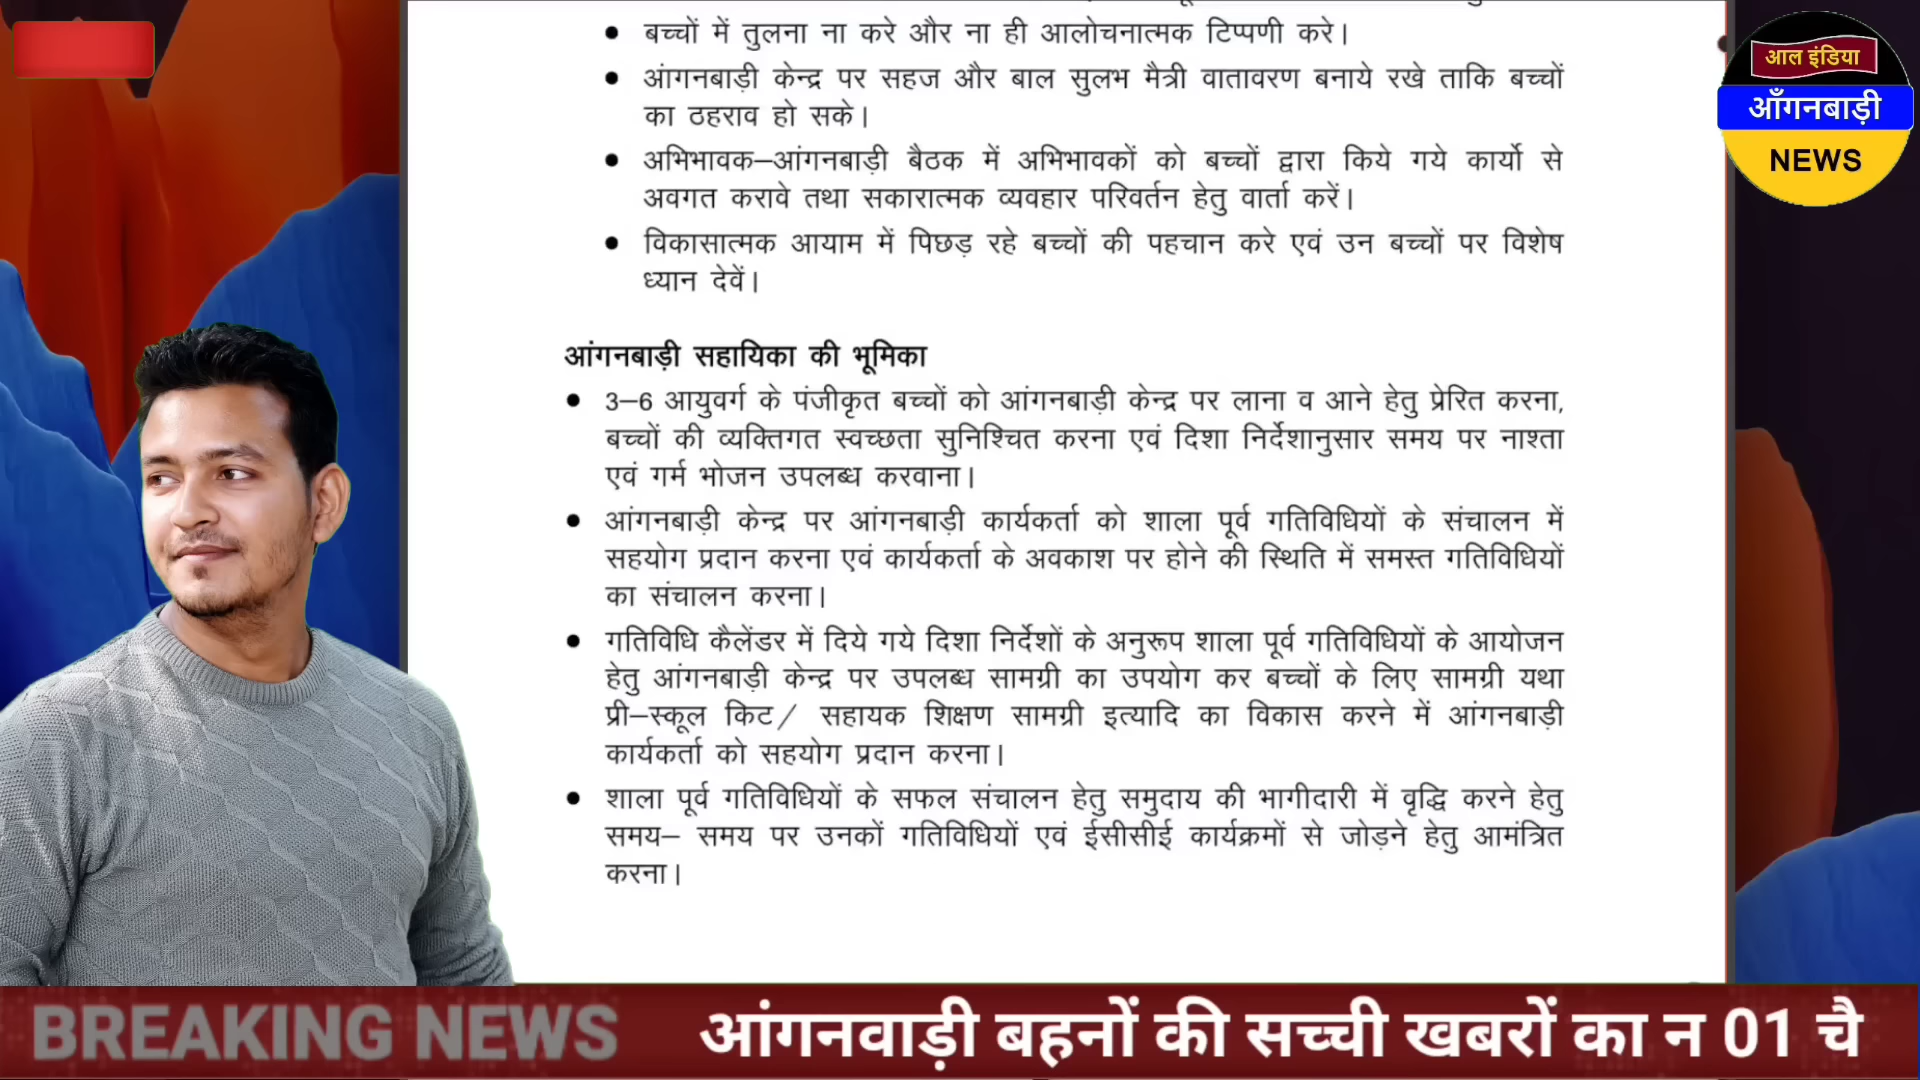 बच्चों में तुलना ना करे और ना ही आलोचनात्मक टिप्पणी करे।
आंगनबाड़ी केन्द्र पर सहज और बाल सुलभ मैत्री वातावरण बनाये रखे ताकि बच्चों
का ठहराव हो सके।
अभिभावक–आंगनबाड़ी बैठक में अभिभावकों को बच्चों द्वारा किये गये कार्यो से
अवगत करावे तथा सकारात्मक व्यवहार परिवर्तन हेतु वार्ता करें।
विकासात्मक आयाम में पिछड़ रहे बच्चों की पहचान करे एवं उन बच्चों पर विशेष
ध्यान देवें।
आंगनबाड़ी सहायिका की भूमिका
3–6 आयुवर्ग के पंजीकृत बच्चों को आंगनबाड़ी केन्द्र पर लाना व आने हेतु प्रेरित करना,
बच्चों की व्यक्तिगत स्वच्छता सुनिश्चित करना एवं दिशा निर्देशानुसार समय पर नाश्ता
एवं गर्म भोजन उपलब्ध करवाना।
आंगनबाड़ी केन्द्र पर आंगनबाड़ी कार्यकर्ता को शाला पूर्व गतिविधियों के संचालन में
सहयोग प्रदान करना एवं कार्यकर्ता के अवकाश पर होने की स्थिति में समस्त गतिविधियों
का संचालन करना।
गतिविधि कैलेंडर में दिये गये दिशा निर्देशों के अनुरूप शाला पूर्व गतिविधियों के आयोजन
हेतु आंगनबाड़ी केन्द्र पर उपलब्ध सामग्री का उपयोग कर बच्चों के लिए सामग्री यथा
प्री–स्कूल किट/ सहायक शिक्षण सामग्री इत्यादि का विकास करने में आंगनबाड़ी
कार्यकर्ता को सहयोग प्रदान करना।
शाला पूर्व गतिविधियों के सफल संचालन हेतु समुदाय की भागीदारी में वृद्धि करने हेतु
समय– समय पर उनकों गतिविधियों एवं ईसीसीई कार्यक्रमों से जोड़ने हेतु आमंत्रित
करना।
आल इंडिया
आँगनबाड़ी
NEWS
BREAKING NEWS
आंगनवाड़ी बहनों की सच्ची खबरों का न 01 चै